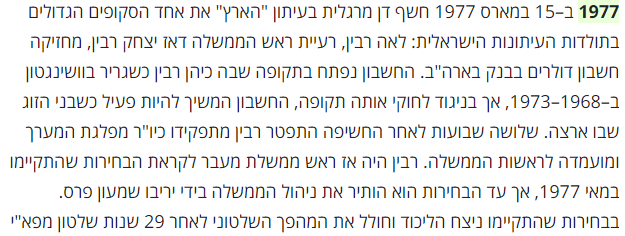 1977 ב–15 במארס 1977 חשף דן מרגלית בעיתון "הארץ" את אחד הסקופים הגדולים
בתולדות העיתונות הישראלית: לאה רבין, רעיית ראש הממשלה דאז יצחק רבין, מחזיקה
חשבון דולרים בבנק בארה"ב. החשבון נפתח בתקופה שבה כיהן רבין כשגריר בוושינגטון
ב–1968–1973, אך בניגוד לחוקי אותה תקופה, החשבון המשיך להיות פעיל כשבני הזוג
שבו ארצה. שלושה שבועות לאחר החשיפה התפטר רבין מתפקידו כיו"ר מפלגת המערך
ומועמדה לראשות הממשלה. רבין היה אז ראש ממשלת מעבר לקראת הבחירות שהתקיימו
במאי 1977, אך עד הבחירות הוא הותיר את ניהול הממשלה בידי יריבו שמעון פרס.
בבחירות שהתקיימו ניצח הליכוד וחולל את המהפך השלטוני לאחר 29 שנות שלטון מפא"י